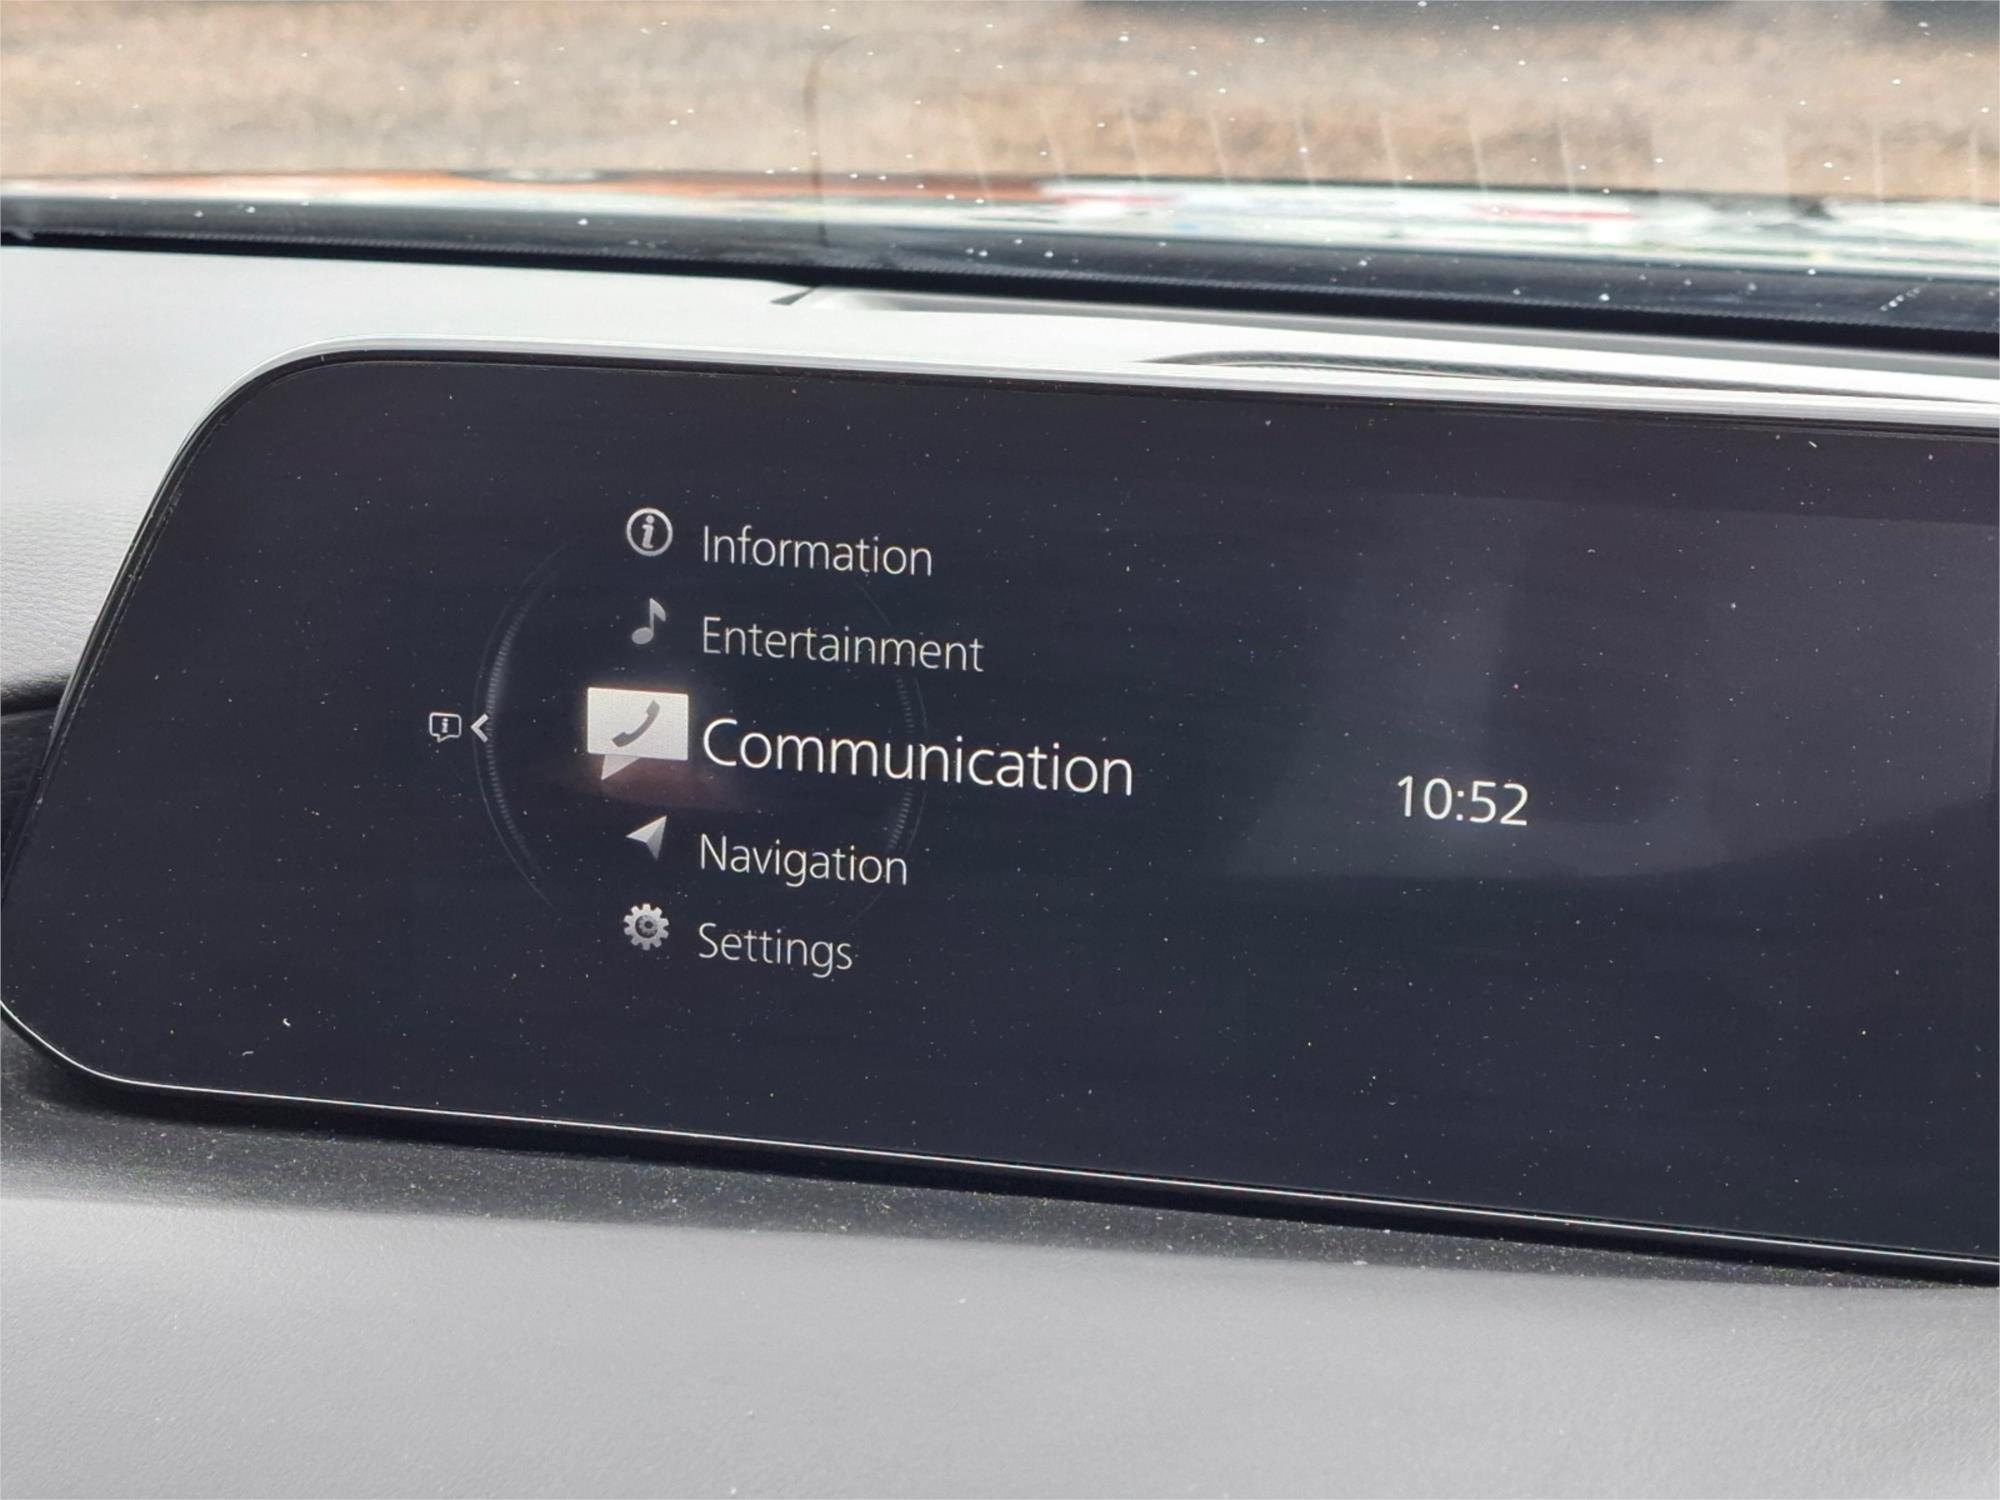 Information
Entertainment
Communication
10:52
Navigation
Settings